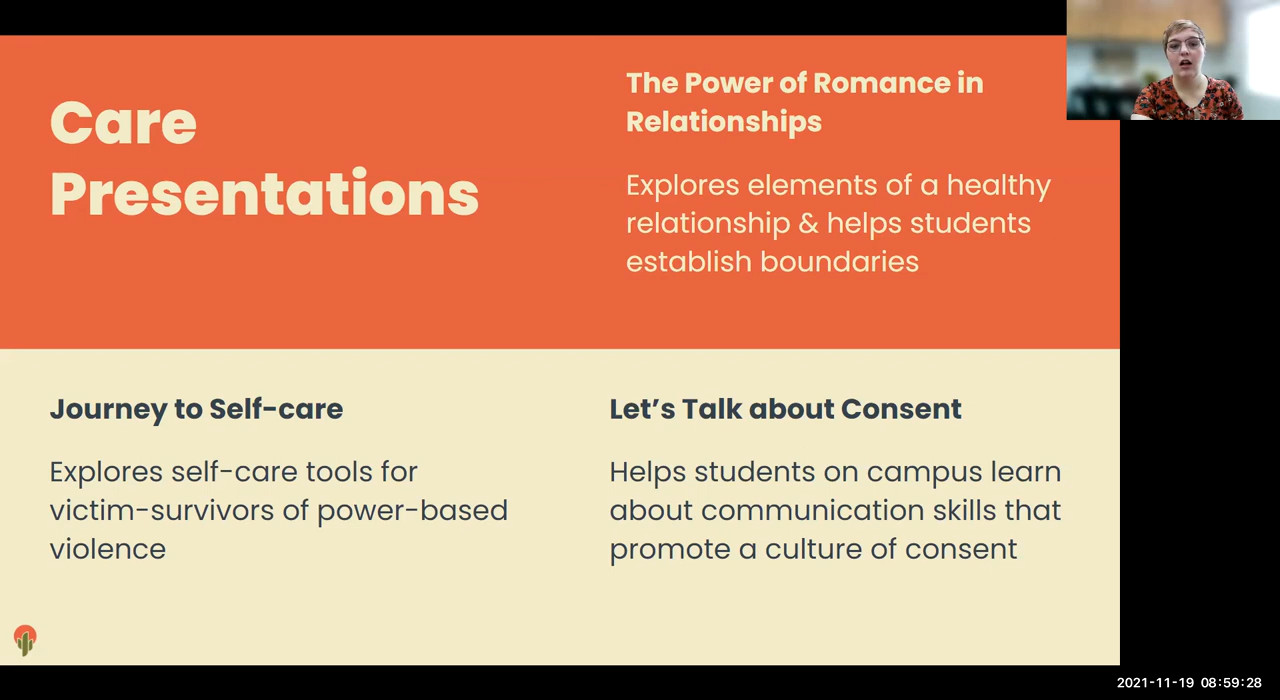 Care
Presentations
The Power of Romance in
Relationships
Explores elements of a healthy
relationship & helps students
establish boundaries
Journey to Self-care
Explores self-care tools for
victim-survivors of power-based
violence
Let’s Talk about Consent
Helps students on campus learn
about communication skills that
promote a culture of consent
2021-11-19 08:59:28